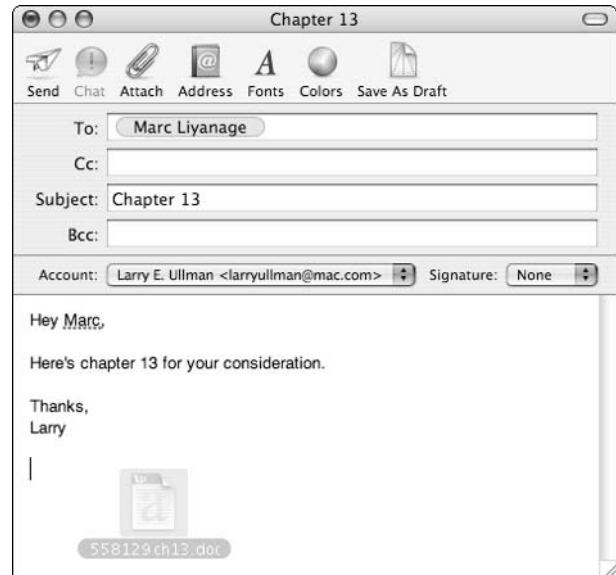 Chapter 13
Send Chat Attach Address Fonts Colors Save As Draft
To: Marc Liyanage
Cc:
Subject: Chapter 13
Bcc:
Account: Larry E. Ullman <larryullman@mac.com> Signature: None
Hey Marc,
Here's chapter 13 for your consideration.
Thanks,
Larry
558129 ch13.doc